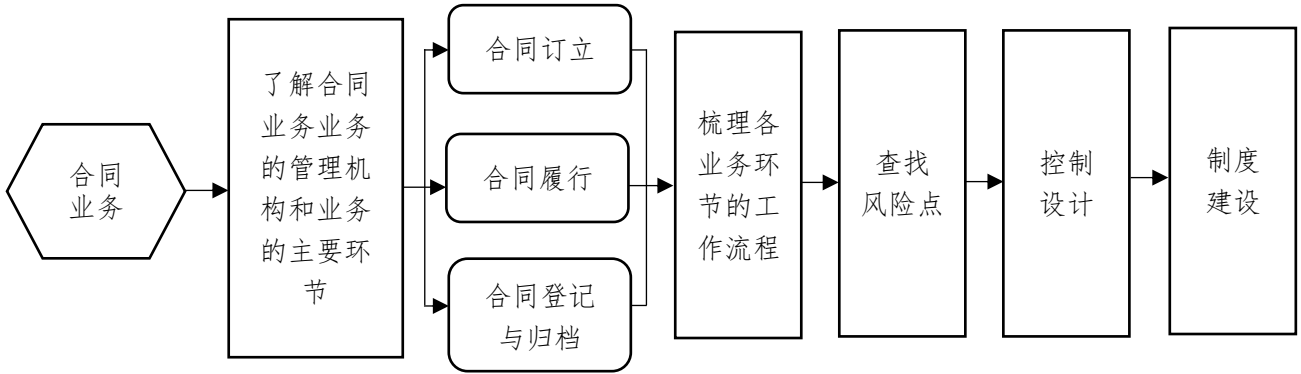 合同
业务
了解合同
业务业务
的管理机
构和业务
的主要环
节
合同订立
合同履行
合同登记
与归档
梳理各
业务环
节的工
作流程
查找
风险点
控制
设计
制度
建设